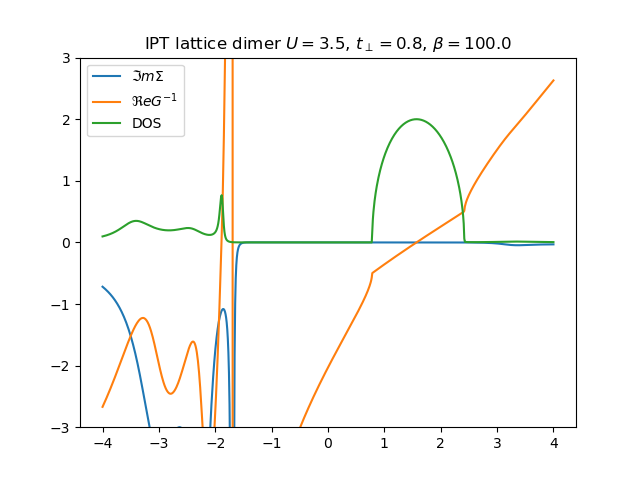 IPT lattice dimer U = 3.5, t⊥ = 0.8, β = 100.0
ℑmΣ
ℜeG⁻¹
DOS
3
2
1
0
−1
−2
−3
−4 −3 −2 −1 0 1 2 3 4